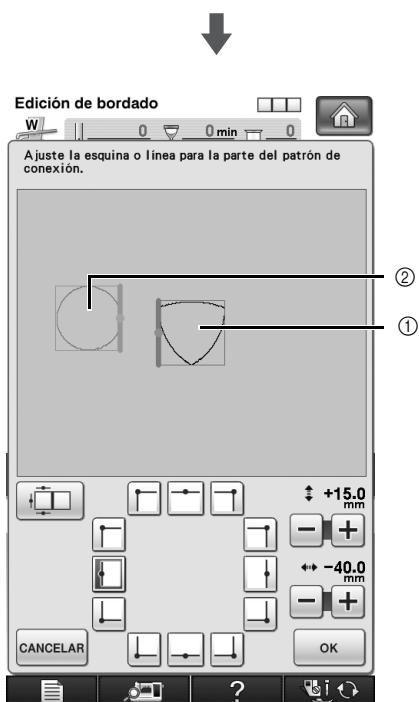 Edición de bordado
W
0 0 min 0
Ajuste la esquina o línea para la parte del patrón de
conexión.
②
①
+15.0
mm
− +
−40.0
mm
− +
CANCELAR
OK
?